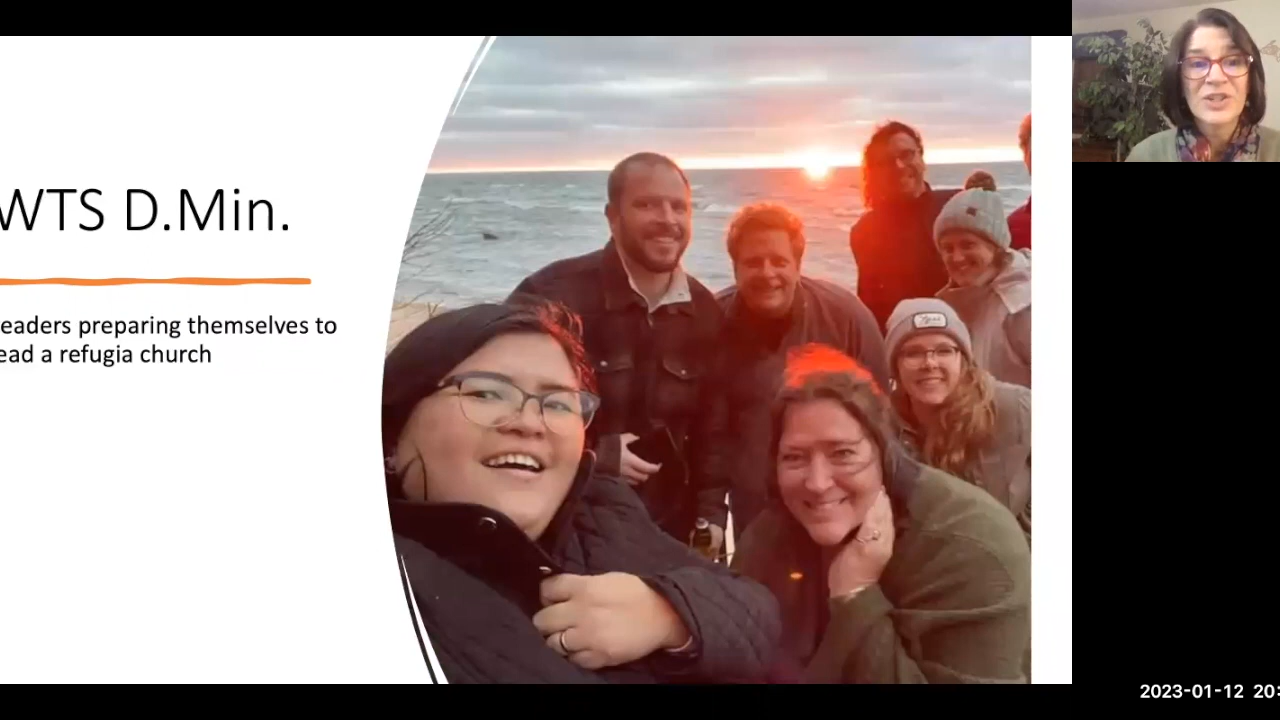 WTS D.Min.
eaders preparing themselves to
ead a refugia church
2023-01-12 20: